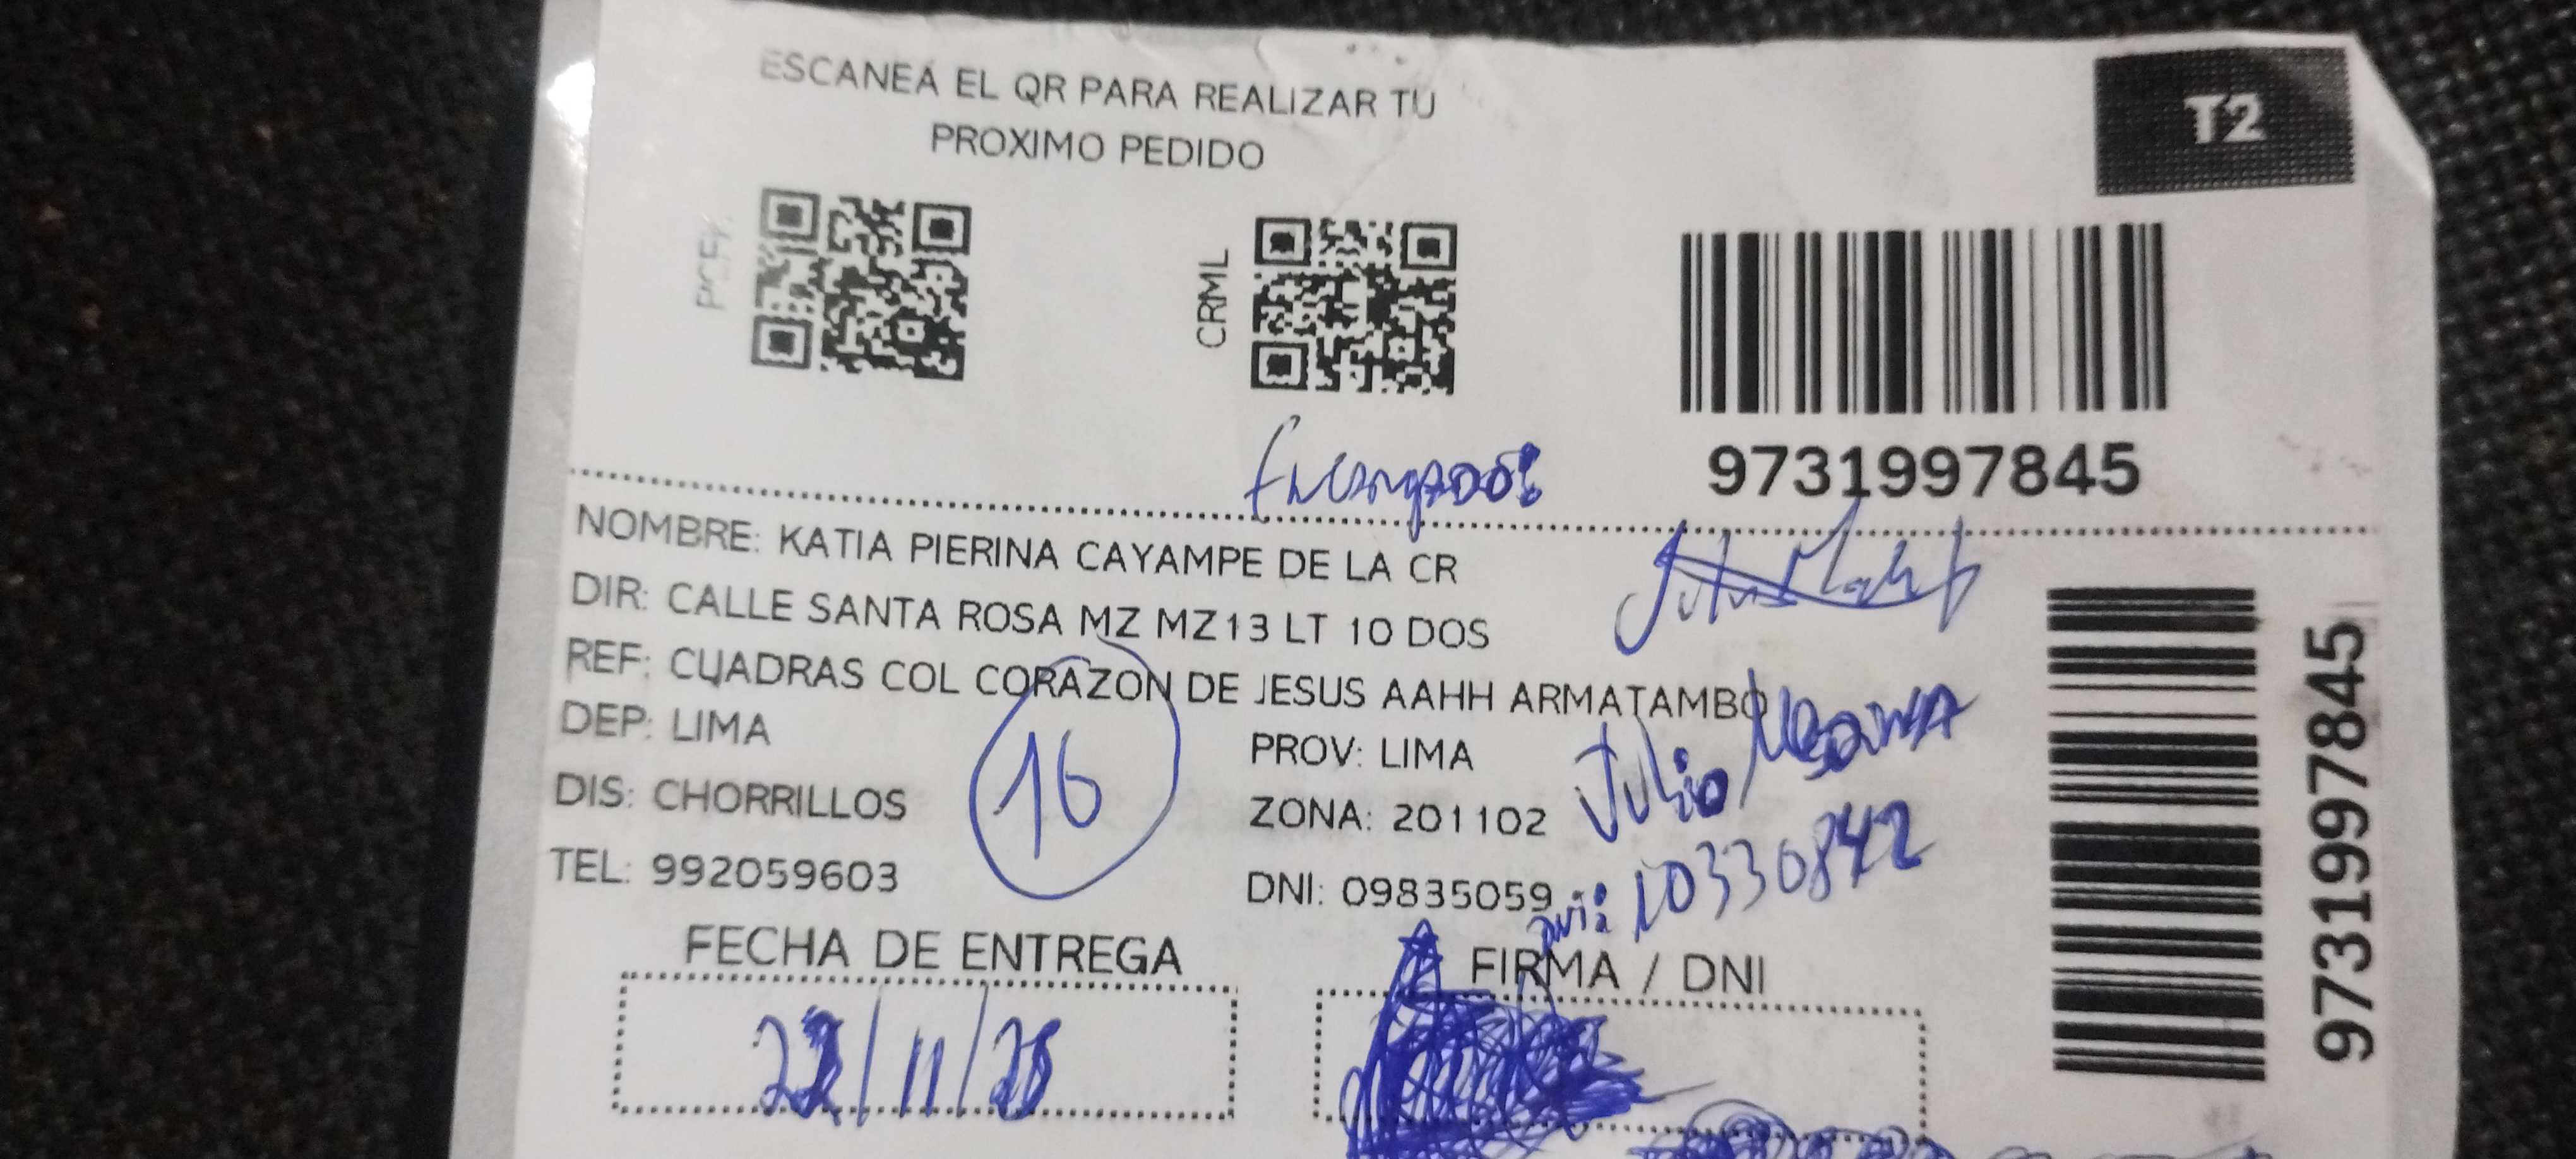 ESCANEA EL QR PARA REALIZAR TU
PROXIMO PEDIDO
T2
CRML
9731997845
NOMBRE: KATIA PIERINA CAYAMPE DE LA CR
DIR: CALLE SANTA ROSA MZ MZ13 LT 10 DOS
REF: CUADRAS COL CORAZON DE JESUS AAHH ARMATAMBO
DEP: LIMA
PROV: LIMA
16
Julio
DIS: CHORRILLOS
ZONA: 201102
TEL: 992059603
DNI: 09835059
10330842
FECHA DE ENTREGA
FIRMA / DNI
9731997845